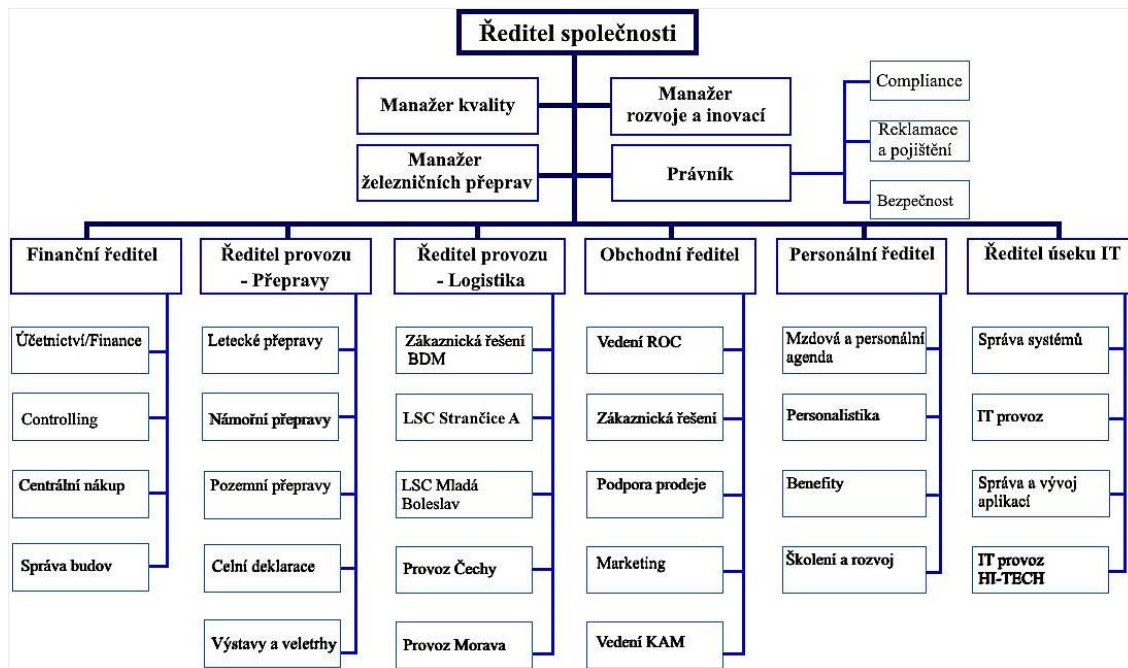 Ředitel společnosti
Manažer kvality
Manažer
rozvoje a inovací
Compliance
Reklamace
a pojištění
Manažer
železničních přeprav
Právník
Bezpečnost
Finanční ředitel
Ředitel provozu
- Přepravy
Ředitel provozu
- Logistika
Obchodní ředitel
Personální ředitel
Ředitel úseku IT
Účetnictví/Finance
Controlling
Centrální nákup
Správa budov
Letecké přepravy
Námořní přepravy
Pozemní přepravy
Celní deklarace
Výstavy a veletrhy
Zákaznická řešení
BDM
LSC Strančice A
LSC Mladá
Boleslav
Provoz Čechy
Provoz Morava
Vedení ROC
Zákaznická řešení
Podpora prodeje
Marketing
Vedení KAM
Mzdová a personální
agenda
Personalistika
Benefity
Školení a rozvoj
Správa systémů
IT provoz
Správa a vývoj
aplikací
IT provoz
HI-TECH